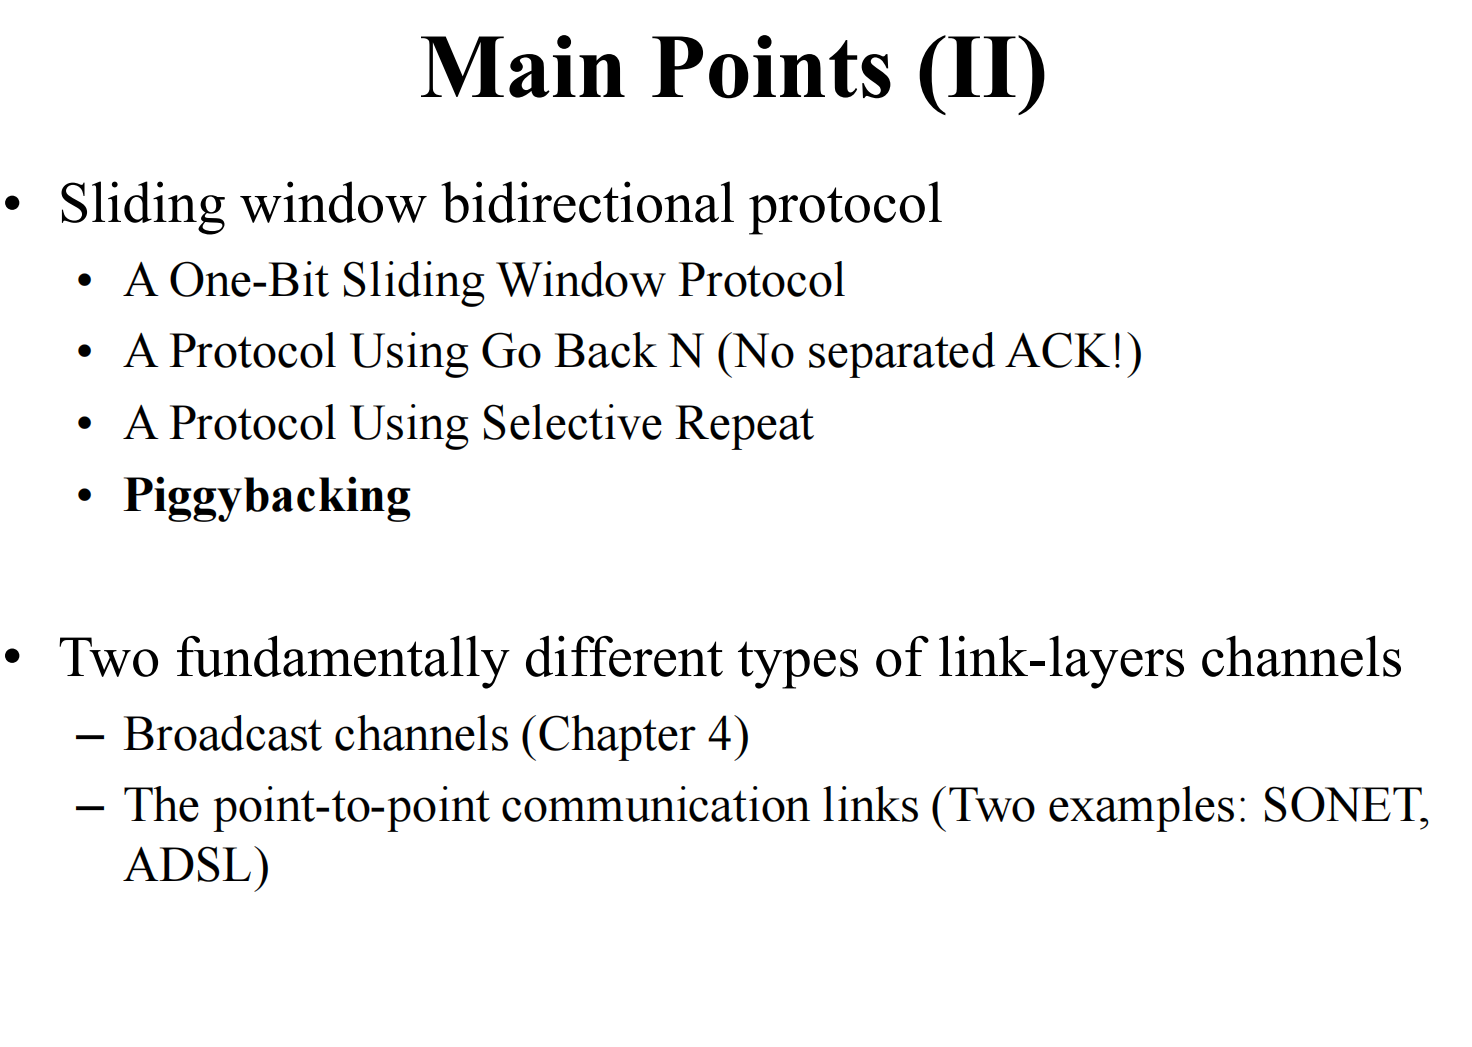 Main Points (II)
• Sliding window bidirectional protocol
• A One-Bit Sliding Window Protocol
• A Protocol Using Go Back N (No separated ACK!)
• A Protocol Using Selective Repeat
• Piggybacking
• Two fundamentally different types of link-layers channels
– Broadcast channels (Chapter 4)
– The point-to-point communication links (Two examples: SONET,
ADSL)